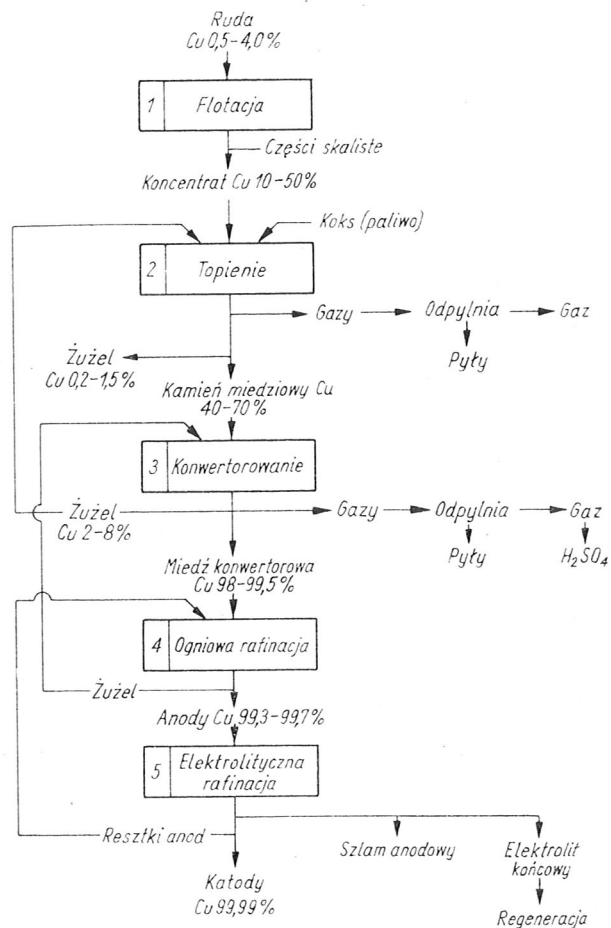 Ruda
Cu 0,5-4,0%
1 Flotacja
Części skaliste
Koncentrat Cu 10-50%
Koks (paliwo)
2 Topienie
Gazy Odpylnia Gaz
Pyły
Żużel
Cu 0,2-1,5%
Kamień miedziowy Cu
40-70%
3 Konwertorowanie
Żużel
Cu 2-8%
Gazy Odpylnia Gaz
Pyły H₂SO₄
Miedź konwertorowa
Cu 98-99,5%
4 Ogniowa rafinacja
Żużel
Anody Cu 99,3-99,7%
5 Elektrolityczna
rafinacja
Resztki anod
Szlam anodowy
Elektrolit
końcowy
Katody
Cu 99,99%
Regeneracja